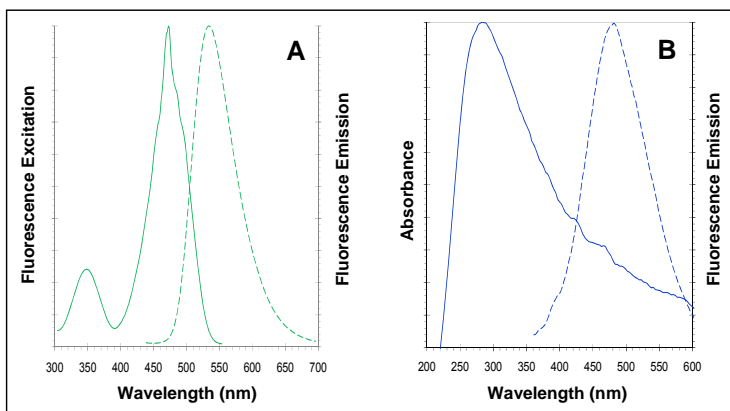 A
B
Fluorescence Excitation
Fluorescence Emission
Absorbance
Fluorescence Emission
300 350 400 450 500 550 600 650 700
200 250 300 350 400 450 500 550 600
Wavelength (nm)
Wavelength (nm)